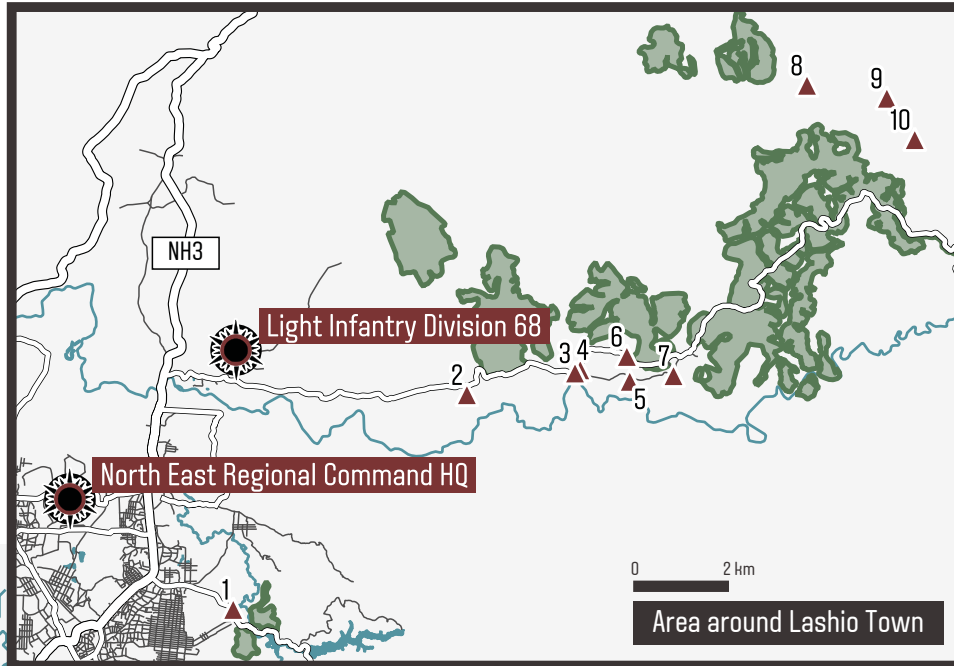 8
9
10
NH3
Light Infantry Division 68
2
3
4
6
7
5
North East Regional Command HQ
1
0 2 km
Area around Lashio Town